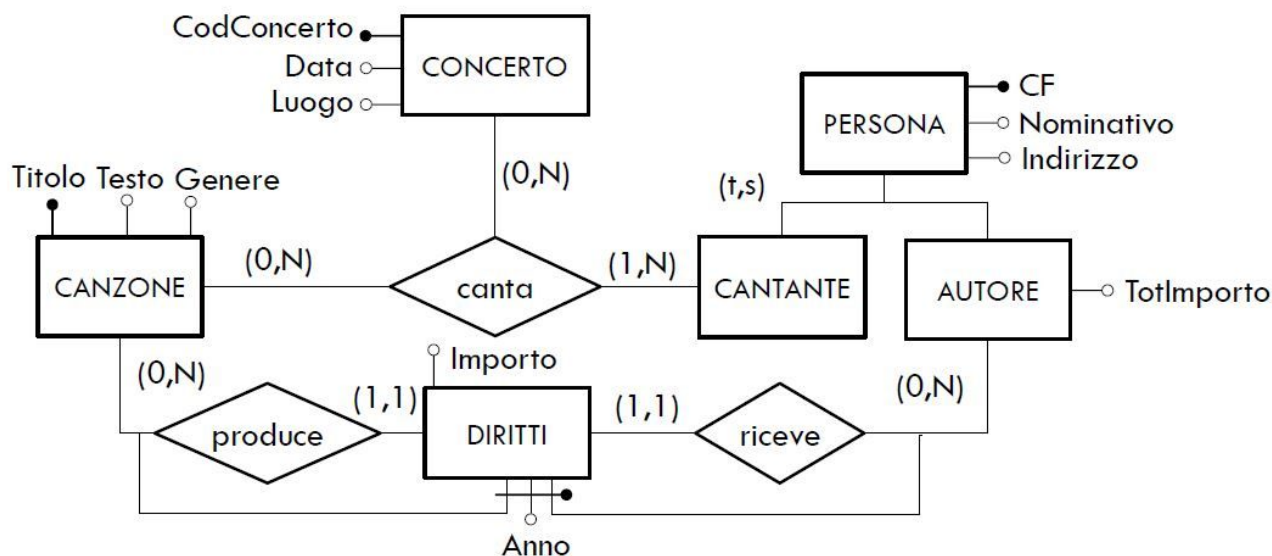 CodConcerto
Data
Luogo
CONCERTO
PERSONA
CF
Nominativo
Indirizzo
Titolo Testo Genere
(0,N)
(t,s)
CANZONE
(0,N)
canta
(1,N)
CANTANTE
AUTORE
TotImporto
(0,N)
Importo
(0,N)
produce
(1,1)
DIRITTI
(1,1)
riceve
Anno